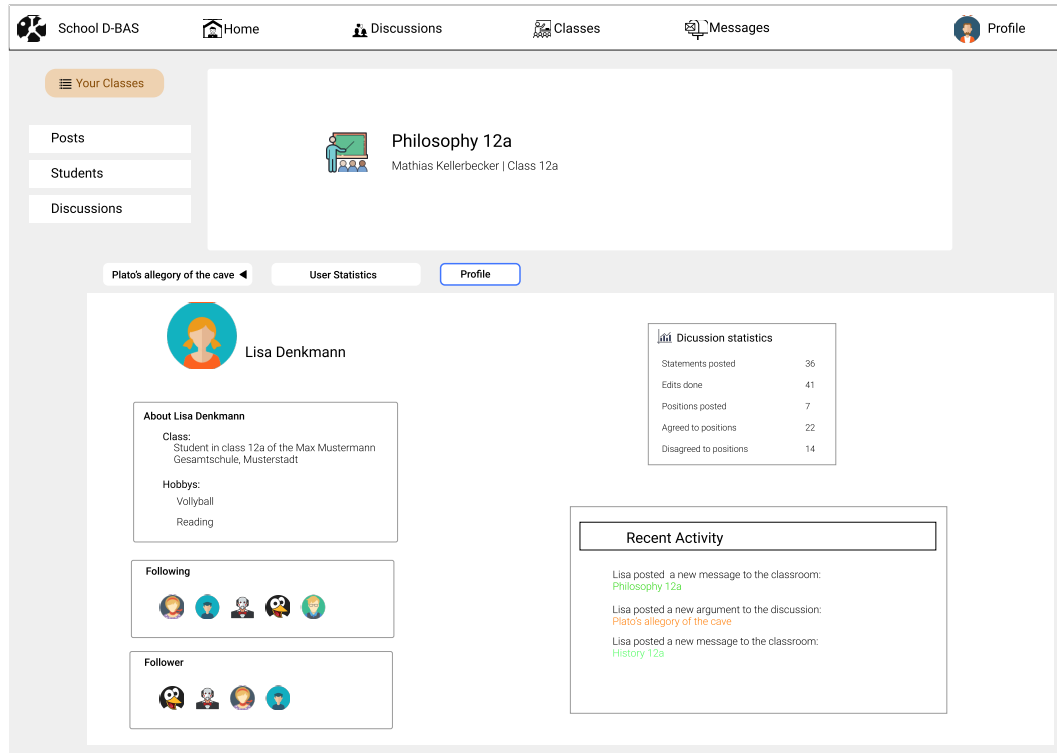 School D-BAS
Home
Discussions
Classes
Messages
Profile
Your Classes
Posts
Students
Discussions
Philosophy 12a
Mathias Kellerbecker | Class 12a
Plato's allegory of the cave
User Statistics
Profile
Lisa Denkmann
About Lisa Denkmann
Class:
Student in class 12a of the Max Mustermann
Gesamtschule, Musterstadt
Hobbys:
Vollyball
Reading
Following
Follower
Dicussion statistics
Statements posted 36
Edits done 41
Positions posted 7
Agreed to positions 22
Disagreed to positions 14
Recent Activity
Lisa posted a new message to the classroom:
Philosophy 12a
Lisa posted a new argument to the discussion:
Plato's allegory of the cave
Lisa posted a new message to the classroom:
History 12a